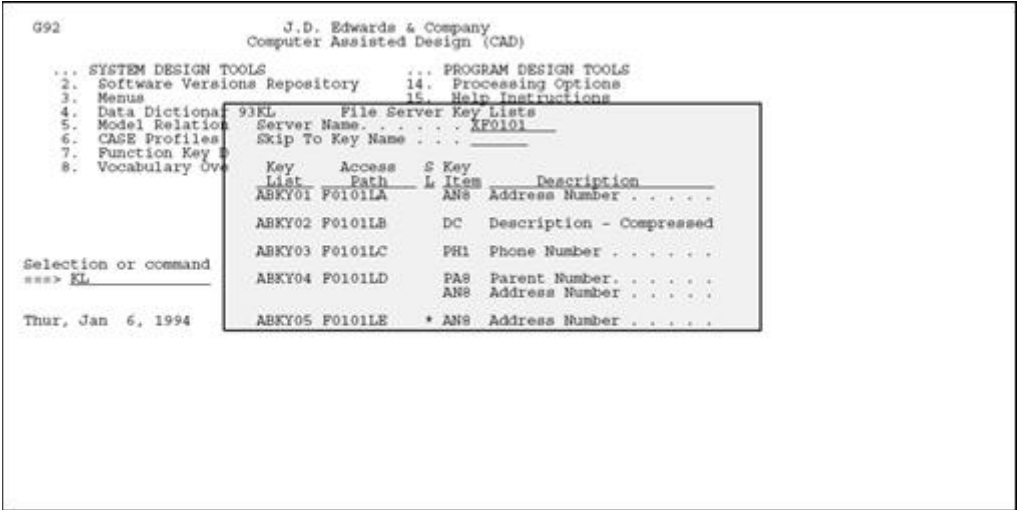 G92 J.D. Edwards & Company
Computer Assisted Design (CAD)
... SYSTEM DESIGN TOOLS ... PROGRAM DESIGN TOOLS
2. Software Versions Repository 14. Processing Options
3. Menus 15. Help Instructions
4. Data Dictionar 93KL File Server Key Lists
5. Model Relation Server Name. . . . . . XF0101
6. CASE Profiles Skip To Key Name . . .
7. Function Key D
8. Vocabulary Ove Key Access S Key
List Path L Item Description
ABKY01 F0101LA AN8 Address Number . . . . .
ABKY02 F0101LB DC Description - Compressed
ABKY03 F0101LC PH1 Phone Number . . . . . .
Selection or command
===> KL ABKY04 F0101LD PA8 Parent Number. . . . . .
AN8 Address Number . . . . .
Thur, Jan 6, 1994 ABKY05 F0101LE * AN8 Address Number . . . . .